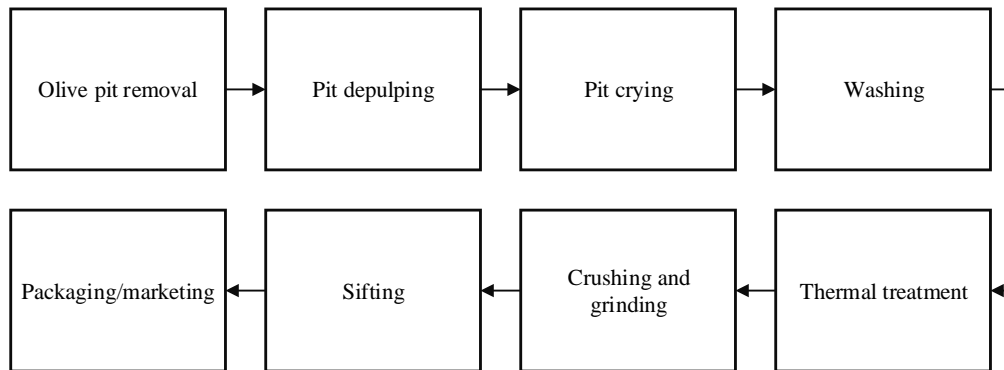 Olive pit removal
Pit depulping
Pit crying
Washing
Packaging/marketing
Sifting
Crushing and
grinding
Thermal treatment